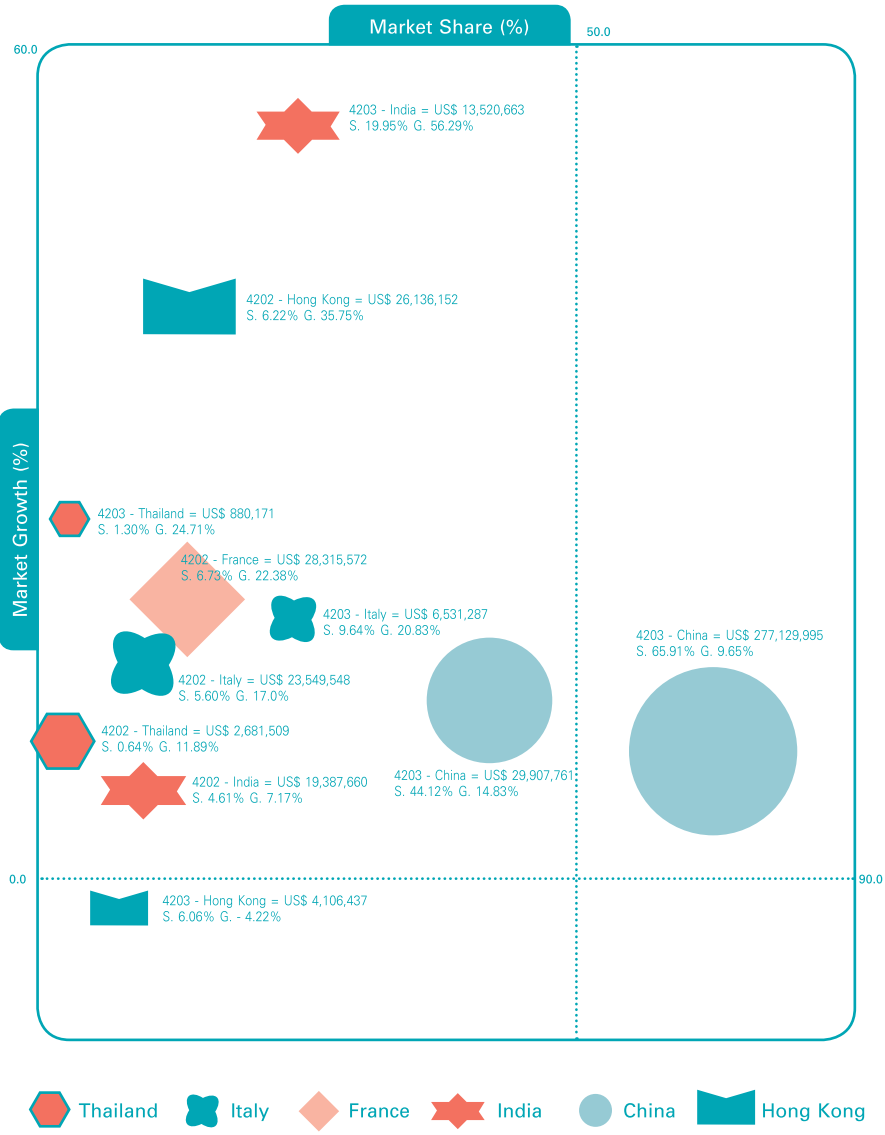 Market Share (%)
50.0
60.0
4203 - India = US$ 13,520,663
S. 19.95% G. 56.29%
4202 - Hong Kong = US$ 26,136,152
S. 6.22% G. 35.75%
Market Growth (%)
4203 - Thailand = US$ 880,171
S. 1.30% G. 24.71%
4202 - France = US$ 28,315,572
S. 6.73% G. 22.38%
4203 - Italy = US$ 6,531,287
S. 9.64% G. 20.83%
4203 - China = US$ 277,129,995
S. 65.91% G. 9.65%
4202 - Italy = US$ 23,549,548
S. 5.60% G. 17.0%
4202 - Thailand = US$ 2,681,509
S. 0.64% G. 11.89%
4203 - China = US$ 29,907,761
S. 44.12% G. 14.83%
4202 - India = US$ 19,387,660
S. 4.61% G. 7.17%
0.0
90.0
4203 - Hong Kong = US$ 4,106,437
S. 6.06% G. - 4.22%
Thailand
Italy
France
India
China
Hong Kong